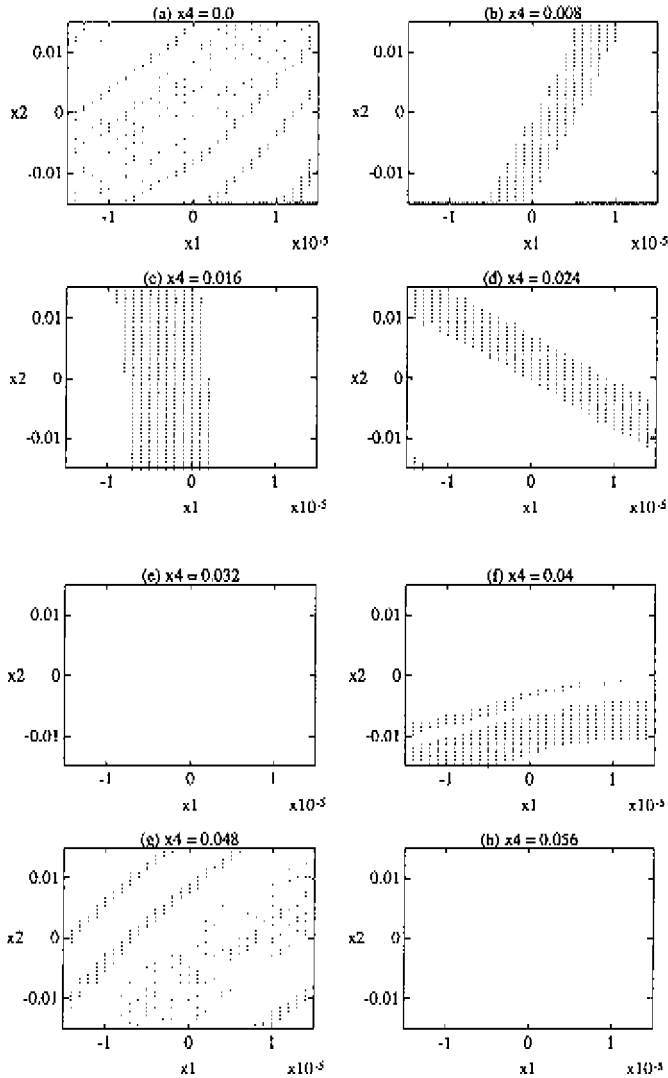 (a) x4 = 0.0
0.01
x2 0
-0.01
-1 0 1
x1 x10-5
(b) x4 = 0.008
0.01
x2 0
-0.01
-1 0 1
x1 x10-5
(c) x4 = 0.016
0.01
x2 0
-0.01
-1 0 1
x1 x10-5
(d) x4 = 0.024
0.01
x2 0
-0.01
-1 0 1
x1 x10-5
(e) x4 = 0.032
0.01
x2 0
-0.01
-1 0 1
x1 x10-5
(f) x4 = 0.04
0.01
x2 0
-0.01
-1 0 1
x1 x10-5
(g) x4 = 0.048
0.01
x2 0
-0.01
-1 0 1
x1 x10-5
(h) x4 = 0.056
0.01
x2 0
-0.01
-1 0 1
x1 x10-5